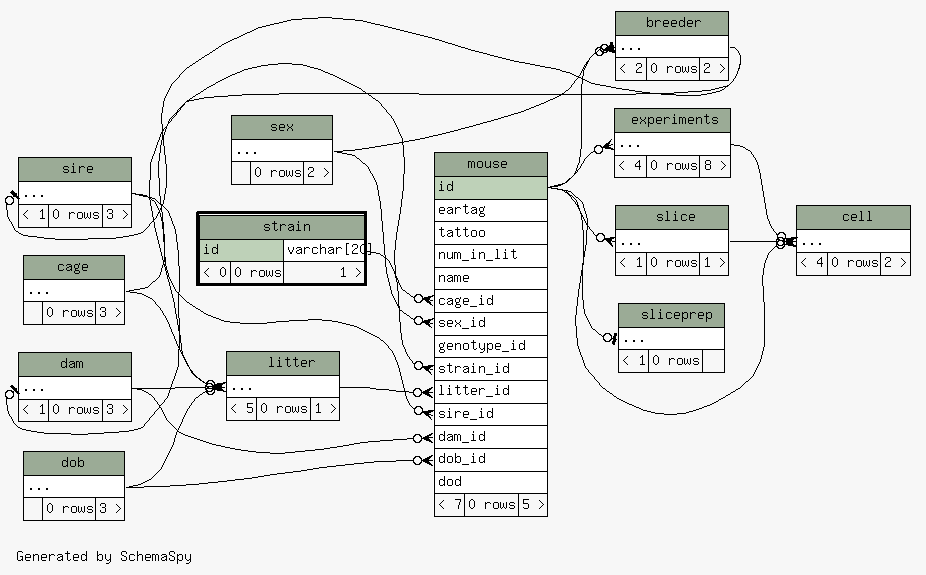 breeder
...
< 2 0 rows 2 >
experiments
...
< 4 0 rows 8 >
sex
...
0 rows 2 >
sire
...
< 1 0 rows 3 >
strain
id varchar[20]
< 0 0 rows 1 >
mouse
id
eartag
tattoo
num_in_lit
name
cage_id
sex_id
genotype_id
strain_id
litter_id
sire_id
dam_id
dob_id
dod
< 7 0 rows 5 >
slice
...
< 1 0 rows 1 >
cell
...
< 4 0 rows 2 >
cage
...
0 rows 3 >
sliceprep
...
< 1 0 rows
dam
...
< 1 0 rows 3 >
litter
...
< 5 0 rows 1 >
dob
...
0 rows 3 >
Generated by SchemaSpy